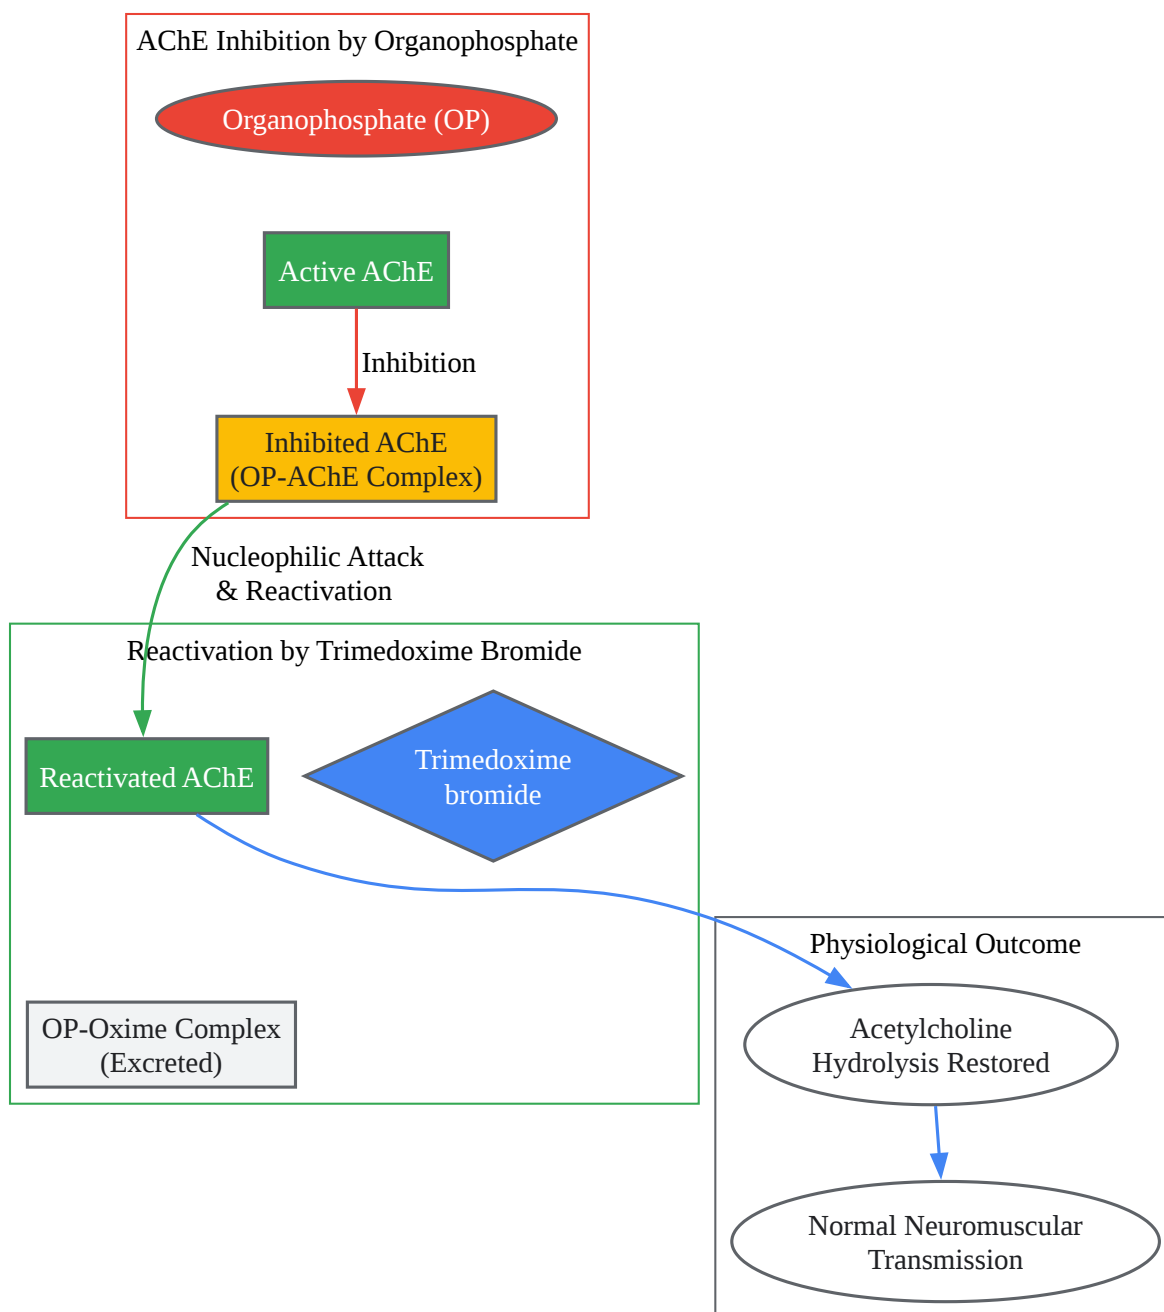 AChE Inhibition by Organophosphate
Organophosphate (OP)
Active AChE
Inhibition
Inhibited AChE
(OP-AChE Complex)
Nucleophilic Attack
& Reactivation
Reactivation by Trimedoxime Bromide
Reactivated AChE
Trimedoxime
bromide
OP-Oxime Complex
(Excreted)
Physiological Outcome
Acetylcholine
Hydrolysis Restored
Normal Neuromuscular
Transmission